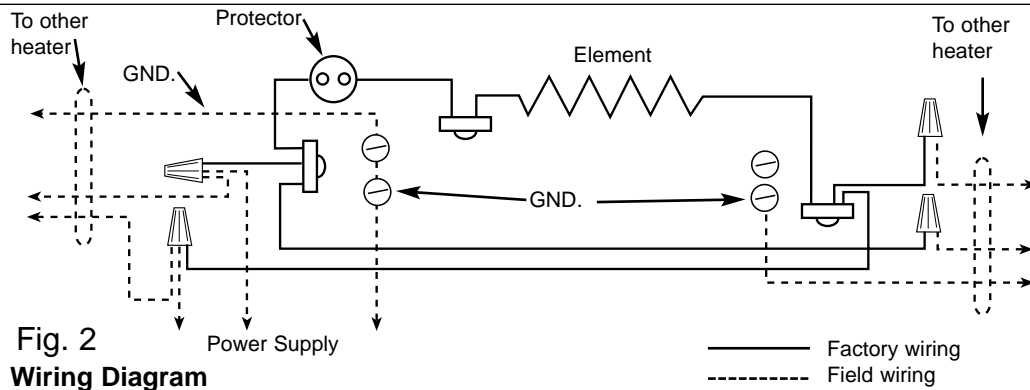 To other
heater
Protector
GND.
Element
To other
heater
GND.
Power Supply
Fig. 2
Wiring Diagram
Factory wiring
Field wiring